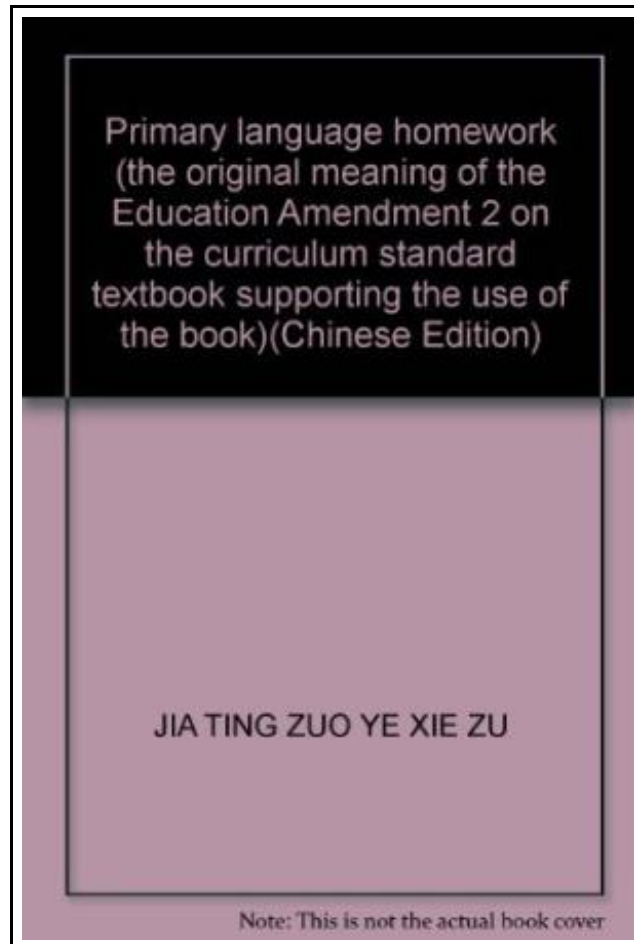 Primary language homework
(the original meaning of the
Education Amendment 2 on
the curriculum standard
textbook supporting the use of
the book)(Chinese Edition)
JIA TING ZUO YE XIE ZU
Note: This is not the actual book cover